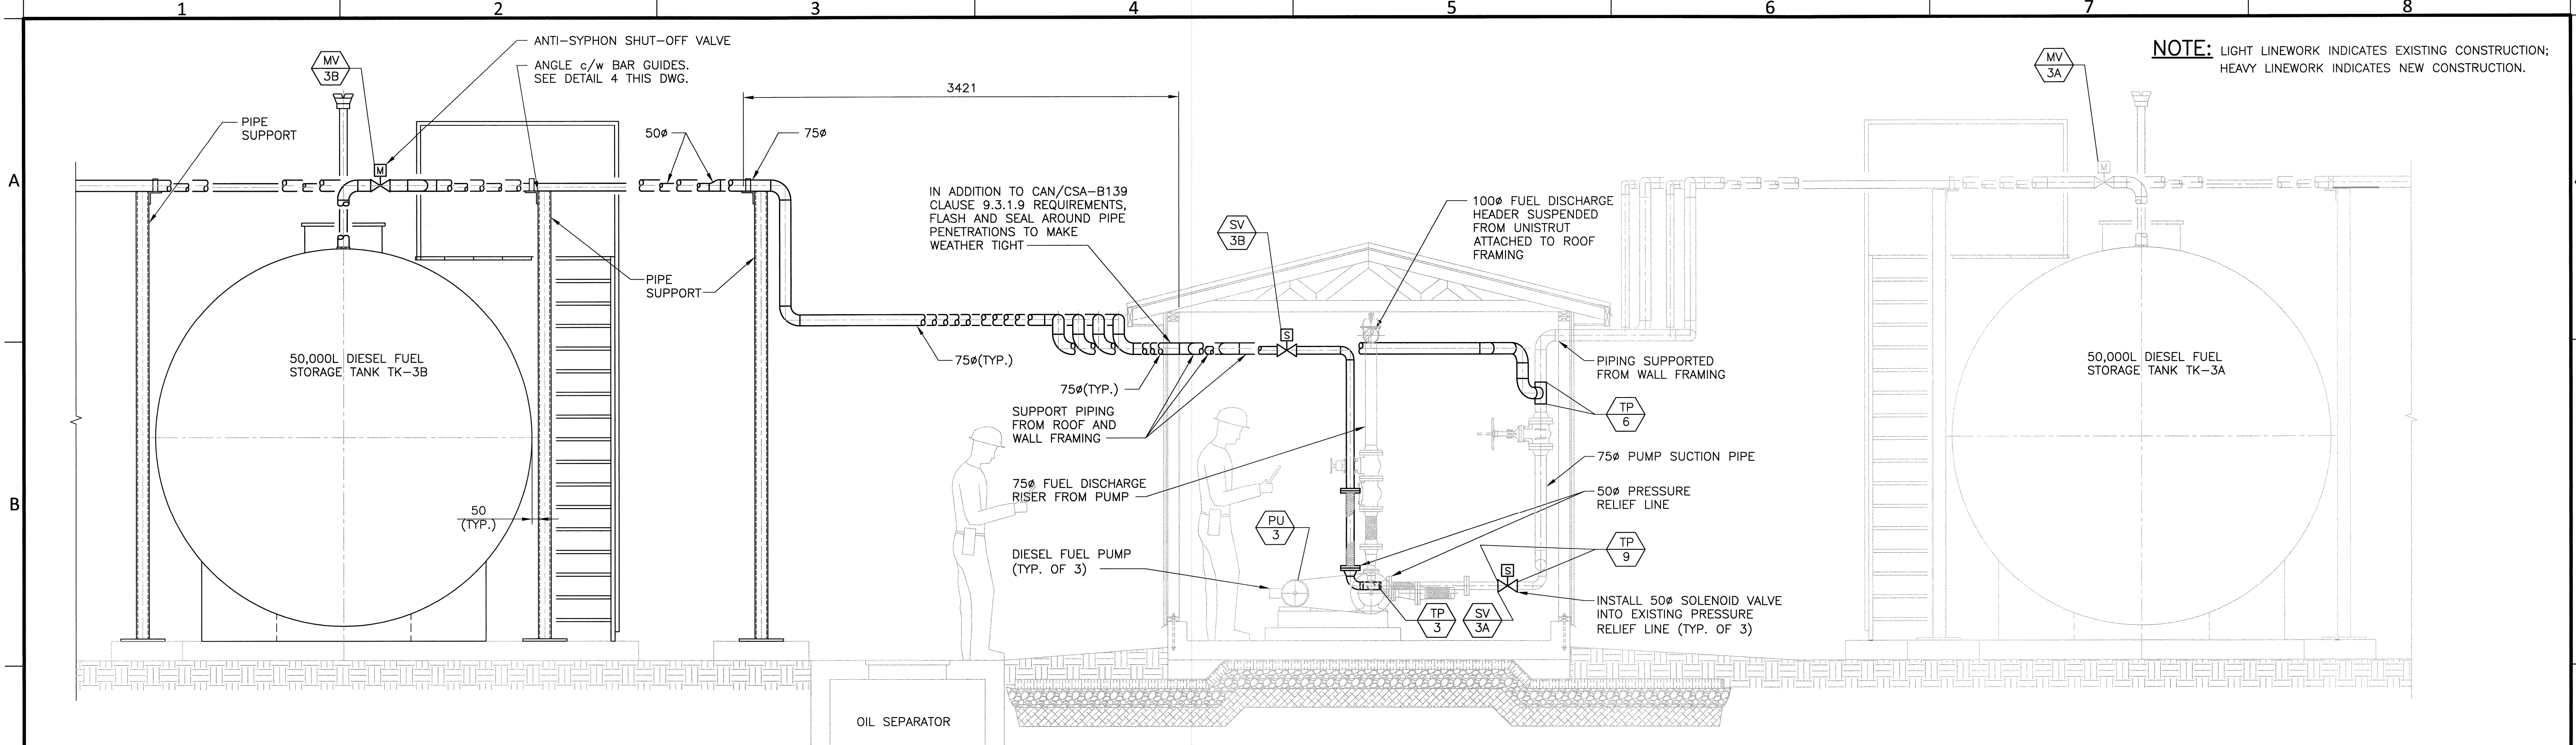 1
2
3
4
5
6
7
8
A
B
NOTE: LIGHT LINEWORK INDICATES EXISTING CONSTRUCTION;
HEAVY LINEWORK INDICATES NEW CONSTRUCTION.
MV
3B
ANTI-SYPHON SHUT-OFF VALVE
ANGLE c/w BAR GUIDES.
SEE DETAIL 4 THIS DWG.
PIPE
SUPPORT
M
50ø
75ø
3421
IN ADDITION TO CAN/CSA-B139
CLAUSE 9.3.1.9 REQUIREMENTS,
FLASH AND SEAL AROUND PIPE
PENETRATIONS TO MAKE
WEATHER TIGHT
SV
3B
S
100ø FUEL DISCHARGE
HEADER SUSPENDED
FROM UNISTRUT
ATTACHED TO ROOF
FRAMING
MV
3A
M
PIPE
SUPPORT
50,000L DIESEL FUEL
STORAGE TANK TK-3B
75ø(TYP.)
75ø(TYP.)
SUPPORT PIPING
FROM ROOF AND
WALL FRAMING
PIPING SUPPORTED
FROM WALL FRAMING
TP
6
50,000L DIESEL FUEL
STORAGE TANK TK-3A
75ø PUMP SUCTION PIPE
75ø FUEL DISCHARGE
RISER FROM PUMP
50ø PRESSURE
RELIEF LINE
50
(TYP.)
PU
3
DIESEL FUEL PUMP
(TYP. OF 3)
TP
9
S
TP
3
SV
3A
INSTALL 50ø SOLENOID VALVE
INTO EXISTING PRESSURE
RELIEF LINE (TYP. OF 3)
OIL SEPARATOR